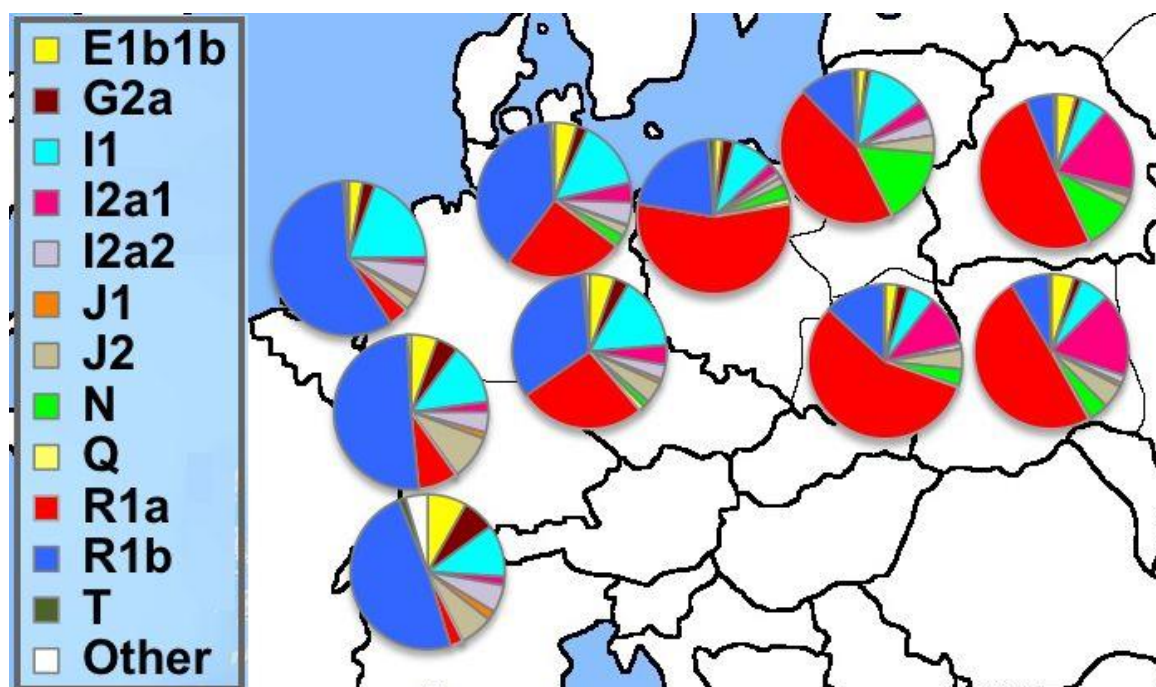 E1b1b
G2a
I1
I2a1
I2a2
J1
J2
N
Q
R1a
R1b
T
Other